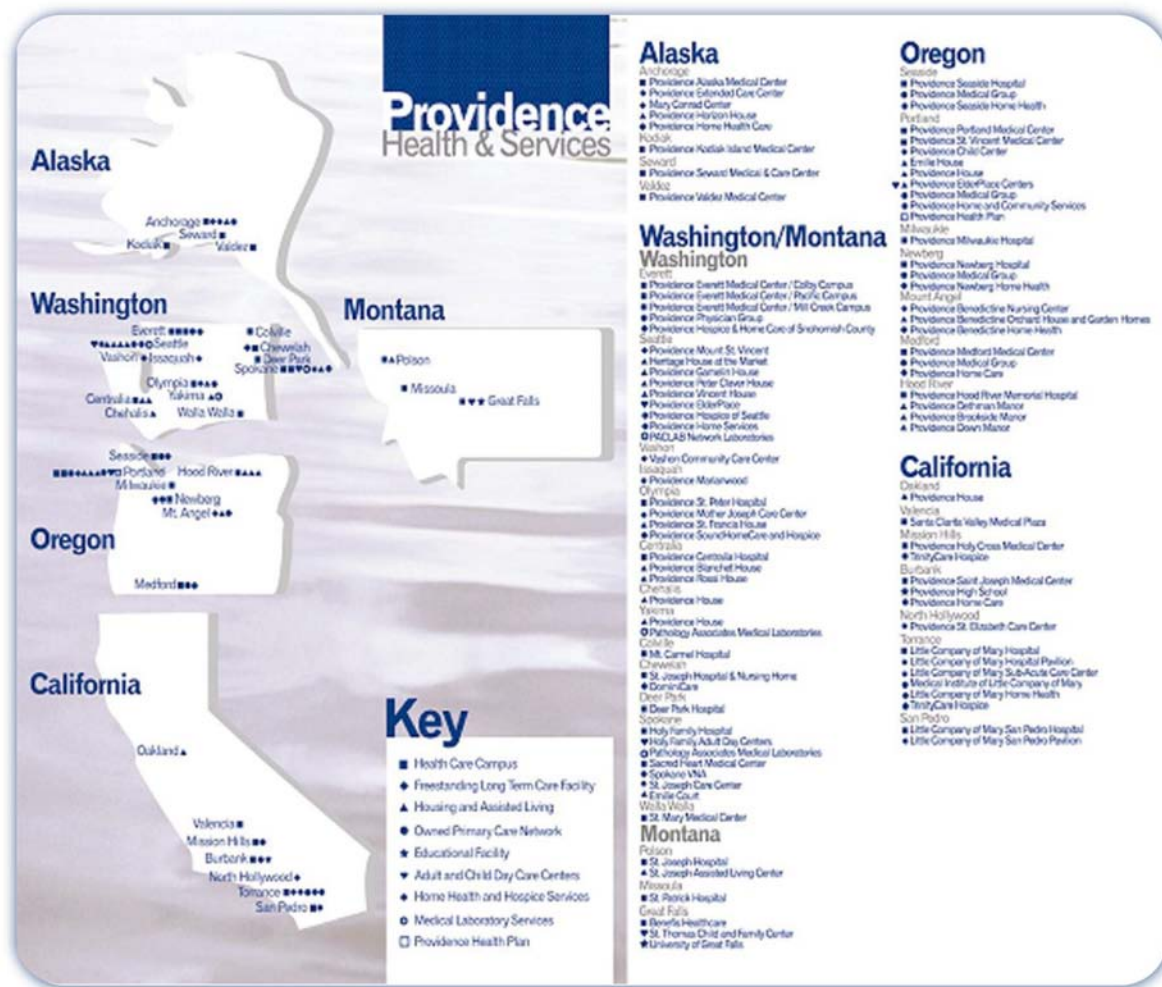 Providence
Health & Services
Alaska
Anchorage
Seward
Kodiak
Valdez
Washington
Everett
Seattle
Vashon
Issaquah
Olympia
Yakima
Centralia
Chehalis
Walla Walla
Colville
Chewelah
Deer Park
Spokane
Montana
Polson
Missoula
Great Falls
Oregon
Seaside
Portland
Hood River
Milwaukie
Newberg
Mt. Angel
Medford
California
Oakland
Valencia
Mission Hills
Burbank
North Hollywood
Torrance
San Pedro
Key
Health Care Campus
Freestanding Long Term Care Facility
Housing and Assisted Living
Owned Primary Care Network
Educational Facility
Adult and Child Day Care Centers
Home Health and Hospice Services
Medical Laboratory Services
Providence Health Plan
Alaska
Anchorage
Providence Alaska Medical Center
Providence Extended Care Center
Mary Conrad Center
Providence Horizon House
Providence Home Health Care
Kodiak
Providence Kodiak Island Medical Center
Seward
Providence Seward Medical & Care Center
Valdez
Providence Valdez Medical Center
Washington/Montana
Washington
Everett
Providence Everett Medical Center / Colby Campus
Providence Everett Medical Center / Pacific Campus
Providence Everett Medical Center / Mill Creek Campus
Providence Physician Group
Providence Hospice & Home Care of Snohomish County
Seattle
Providence Mount St. Vincent
Heritage House at the Market
Providence Gamelin House
Providence Peter Claver House
Providence Vincent House
Providence ElderPlace
Providence Hospice of Seattle
Providence Home Services
PACLAB Network Laboratories
Vashon
Vashon Community Care Center
Issaquah
Providence Marianwood
Olympia
Providence St. Peter Hospital
Providence Mother Joseph Care Center
Providence St. Francis House
Providence SoundHomeCare and Hospice
Centralia
Providence Centralia Hospital
Providence Blanchet House
Providence Rossi House
Chehalis
Providence House
Yakima
Providence House
Pathology Associates Medical Laboratories
Colville
Mt. Carmel Hospital
Chewelah
St. Joseph Hospital & Nursing Home
DominiCare
Deer Park
Deer Park Hospital
Spokane
Holy Family Hospital
Holy Family Adult Day Centers
Pathology Associates Medical Laboratories
Sacred Heart Medical Center
Spokane VNA
St. Joseph Care Center
Emilie Court
Walla Walla
St. Mary Medical Center
Montana
Polson
St. Joseph Hospital
St. Joseph Assisted Living Center
Missoula
St. Patrick Hospital
Great Falls
Benefis Healthcare
St. Thomas Child and Family Center
University of Great Falls
Oregon
Seaside
Providence Seaside Hospital
Providence Medical Group
Providence Seaside Home Health
Portland
Providence Portland Medical Center
Providence St. Vincent Medical Center
Providence Child Center
Emilie House
Providence House
Providence ElderPlace Centers
Providence Medical Group
Providence Home and Community Services
Providence Health Plan
Milwaukie
Providence Milwaukie Hospital
Newberg
Providence Newberg Hospital
Providence Medical Group
Providence Newberg Home Health
Mount Angel
Providence Benedictine Nursing Center
Providence Benedictine Orchard House and Garden Homes
Providence Benedictine Home Health
Medford
Providence Medford Medical Center
Providence Medical Group
Providence Home Care
Hood River
Providence Hood River Memorial Hospital
Providence Dethman Manor
Providence Brookside Manor
Providence Down Manor
California
Oakland
Providence House
Valencia
Santa Clarita Valley Medical Plaza
Mission Hills
Providence Holy Cross Medical Center
TrinityCare Hospice
Burbank
Providence Saint Joseph Medical Center
Providence High School
Providence Home Care
North Hollywood
Providence St. Elizabeth Care Center
Torrance
Little Company of Mary Hospital
Little Company of Mary Hospital Pavilion
Little Company of Mary Sub-Acute Care Center
Medical Institute of Little Company of Mary
Little Company of Mary Home Health
TrinityCare Hospice
San Pedro
Little Company of Mary San Pedro Hospital
Little Company of Mary San Pedro Pavilion